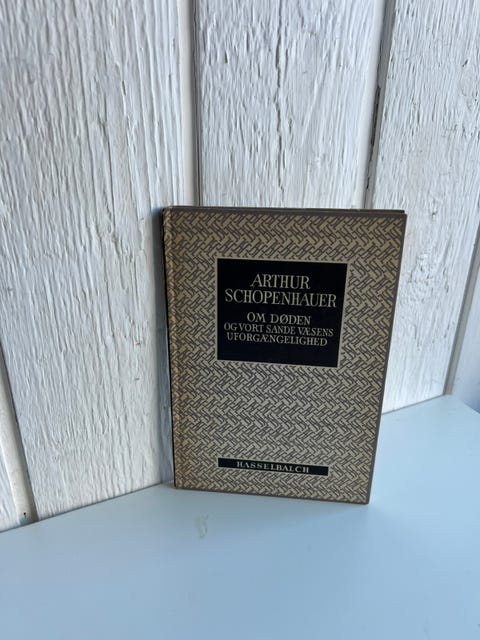 ARTHUR
SCHOPENHAUER
OM DØDEN
OG VORT SANDE VÆSENS
UFORGÆNGELIGHED
HASSELBALCH